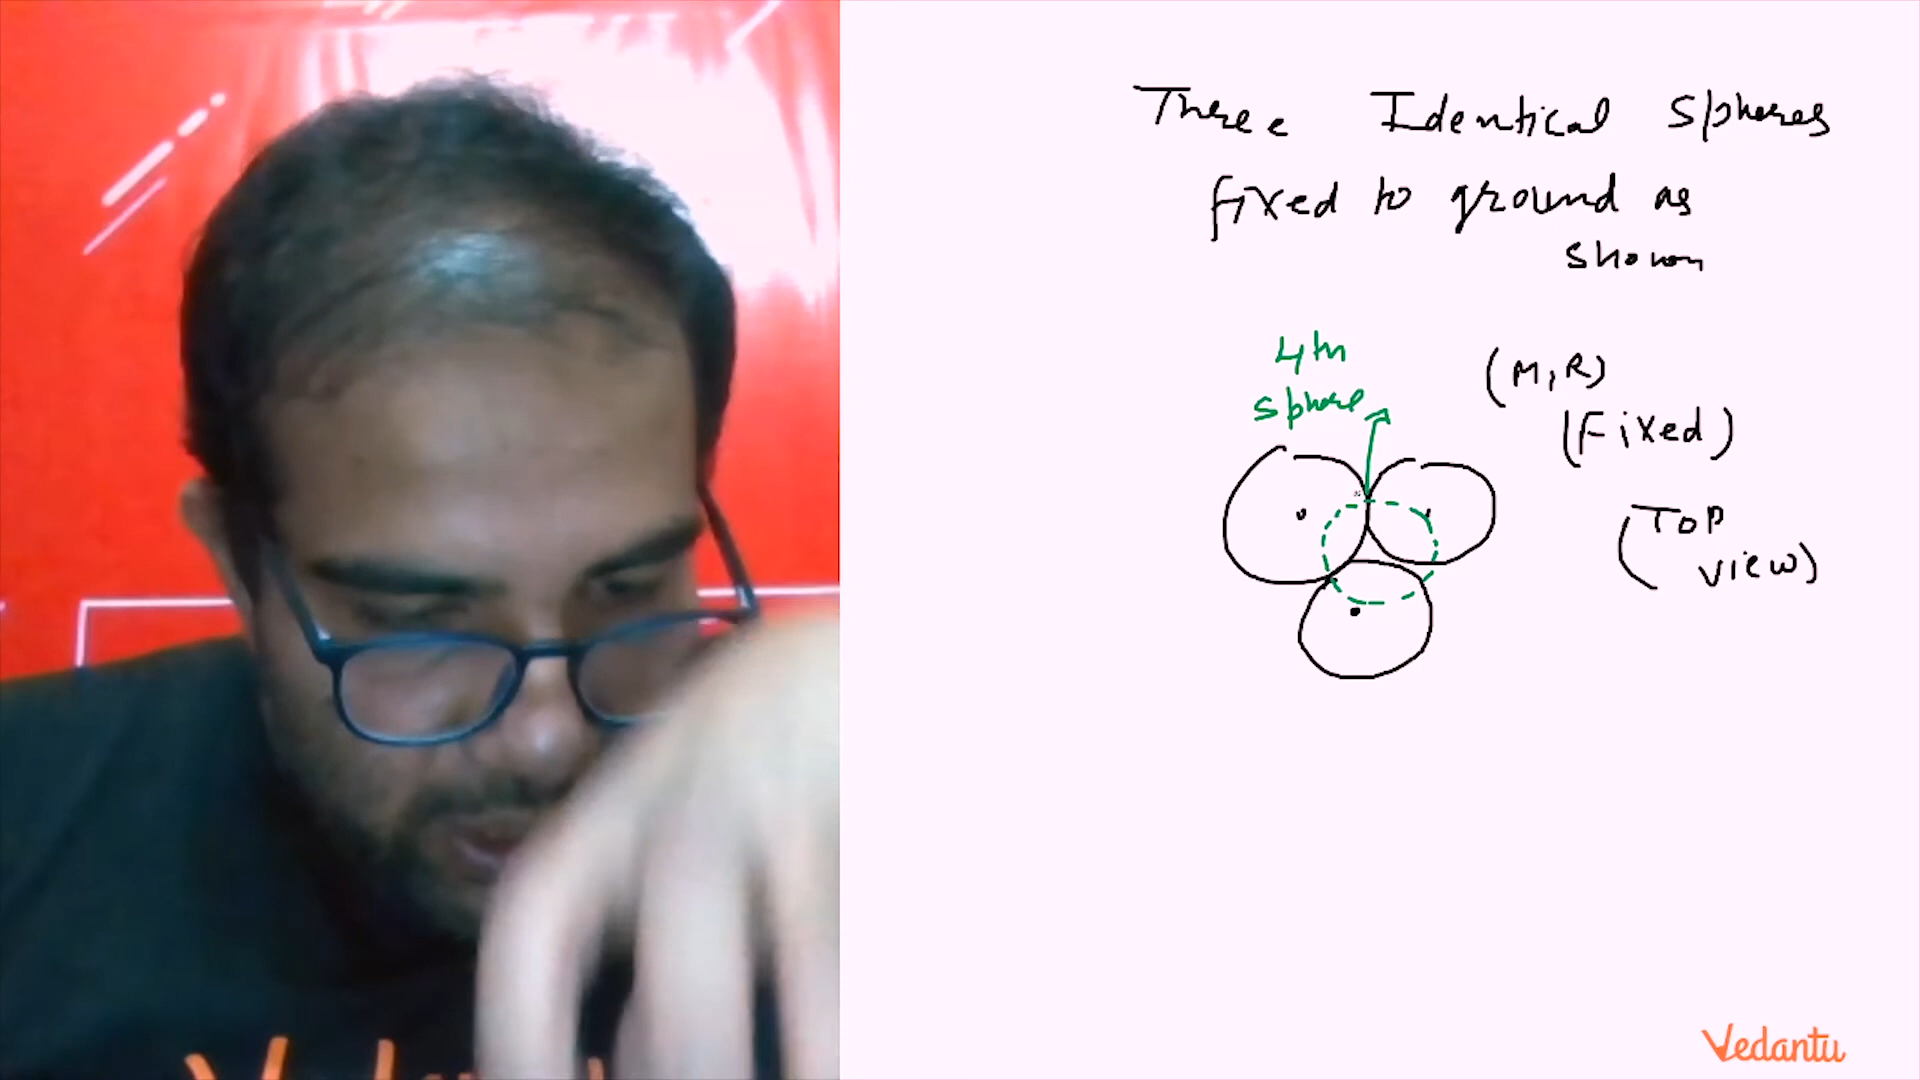 Three Identical Spheres
fixed to ground as
shown
4th
sphere
(M, R)
(Fixed)
(TOP
VIEW)
Vedantu